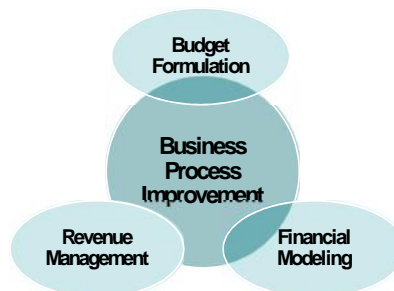 Budget
Formulation
Business
Process
Improvement
Revenue
Management
Financial
Modeling